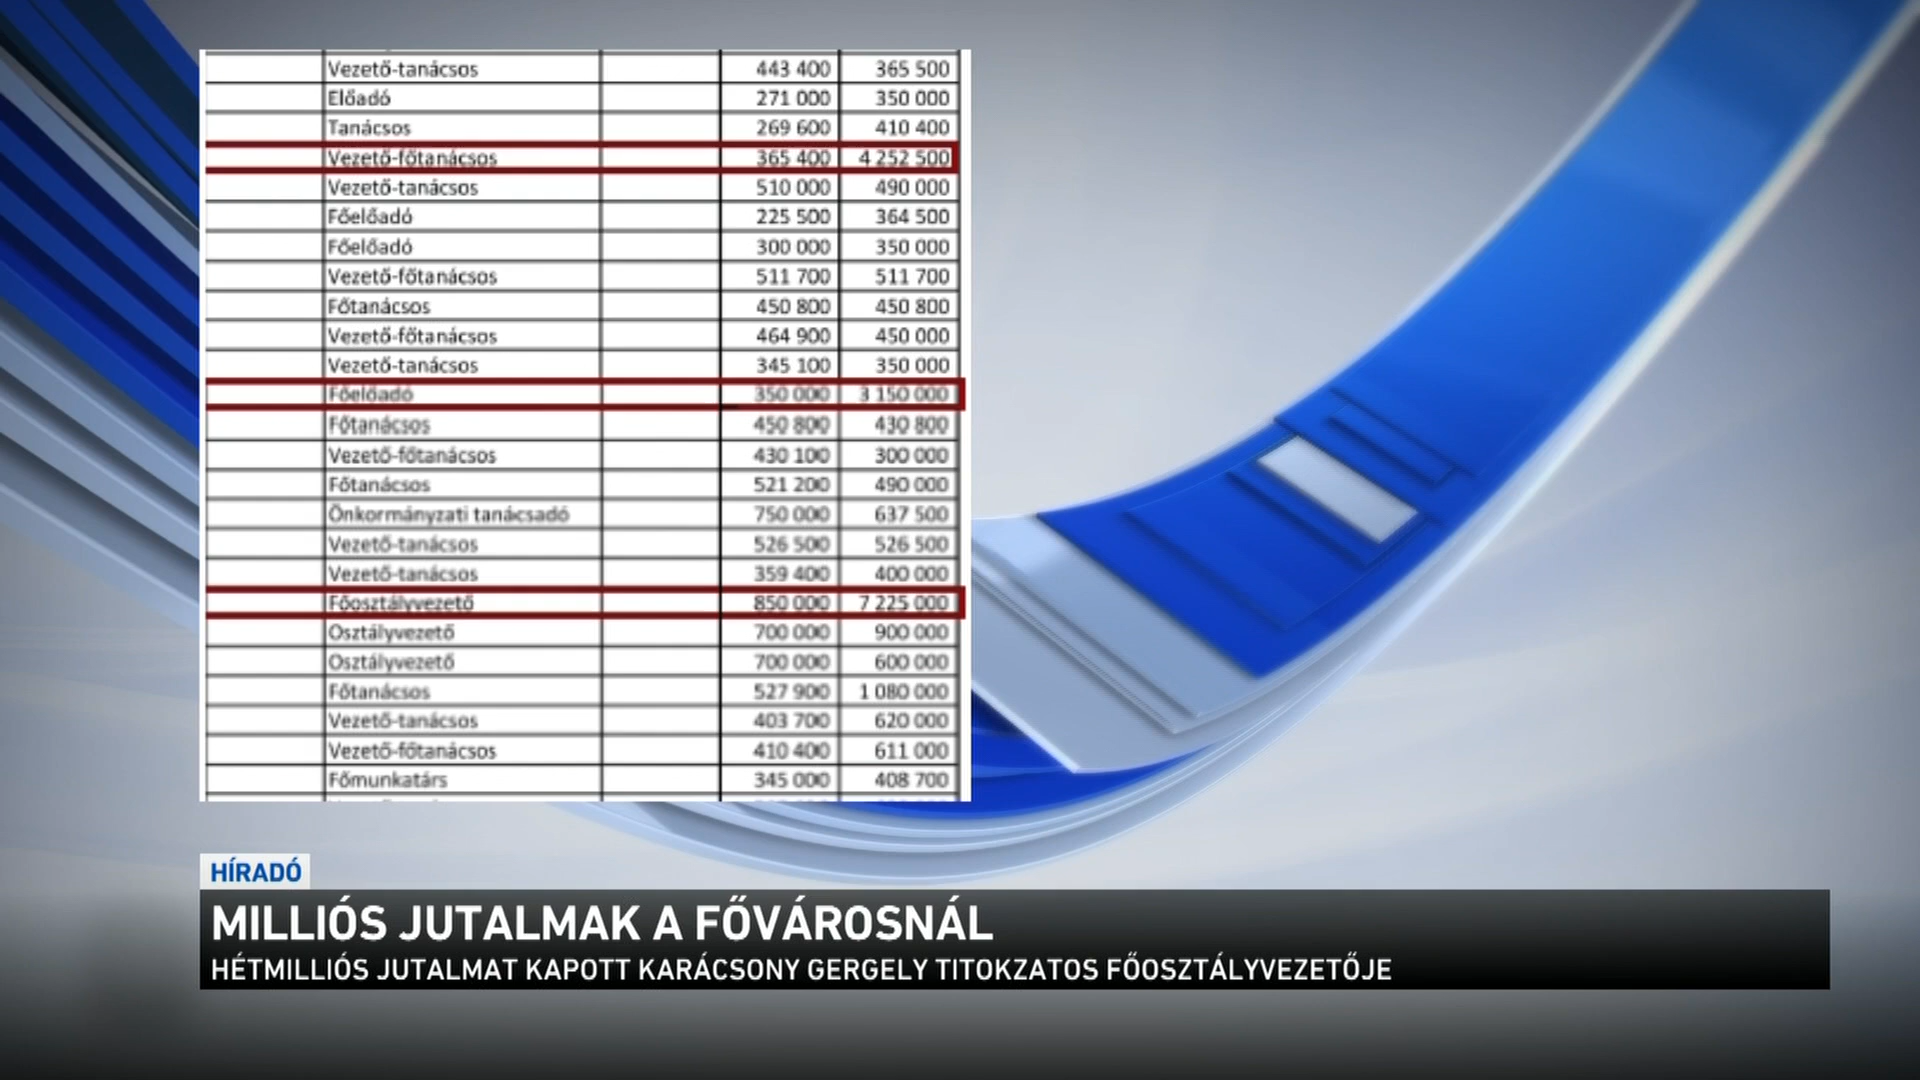 Vezető-tanácsos 443 400 365 500
Előadó 271 000 350 000
Tanácsos 269 600 410 400
Vezető-főtanácsos 365 400 4 252 500
Vezető-tanácsos 510 000 490 000
Főelőadó 225 500 364 500
Főelőadó 300 000 350 000
Vezető-főtanácsos 511 700 511 700
Főtanácsos 450 800 450 800
Vezető-főtanácsos 464 900 450 000
Vezető-tanácsos 345 100 350 000
Főelőadó 350 000 3 150 000
Főtanácsos 450 800 430 800
Vezető-főtanácsos 430 100 300 000
Főtanácsos 521 200 490 000
Önkormányzati tanácsadó 750 000 637 500
Vezető-tanácsos 526 500 526 500
Vezető-tanácsos 359 400 400 000
Főosztályvezető 850 000 7 225 000
Osztályvezető 700 000 900 000
Osztályvezető 700 000 600 000
Főtanácsos 527 900 1 080 000
Vezető-tanácsos 403 700 620 000
Vezető-főtanácsos 410 400 611 000
Főmunkatárs 345 000 408 700
HÍRADÓ
MILLIÓS JUTALMAK A FŐVÁROSNÁL
HÉTMILLIÓS JUTALMAT KAPOTT KARÁCSONY GERGELY TITOKZATOS FŐOSZTÁLYVEZETŐJE